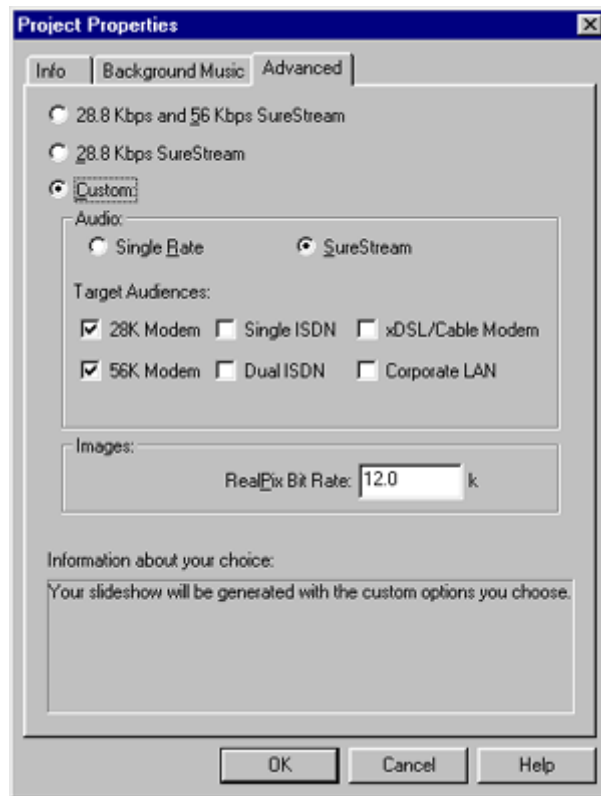 Project Properties
Info Background Music Advanced
28.8 Kbps and 56 Kbps SureStream
28.8 Kbps SureStream
Custom:
Audio:
Single Rate SureStream
Target Audiences:
28K Modem Single ISDN xDSL/Cable Modem
56K Modem Dual ISDN Corporate LAN
Images:
RealPix Bit Rate: 12.0 k
Information about your choice:
Your slideshow will be generated with the custom options you choose.
OK Cancel Help